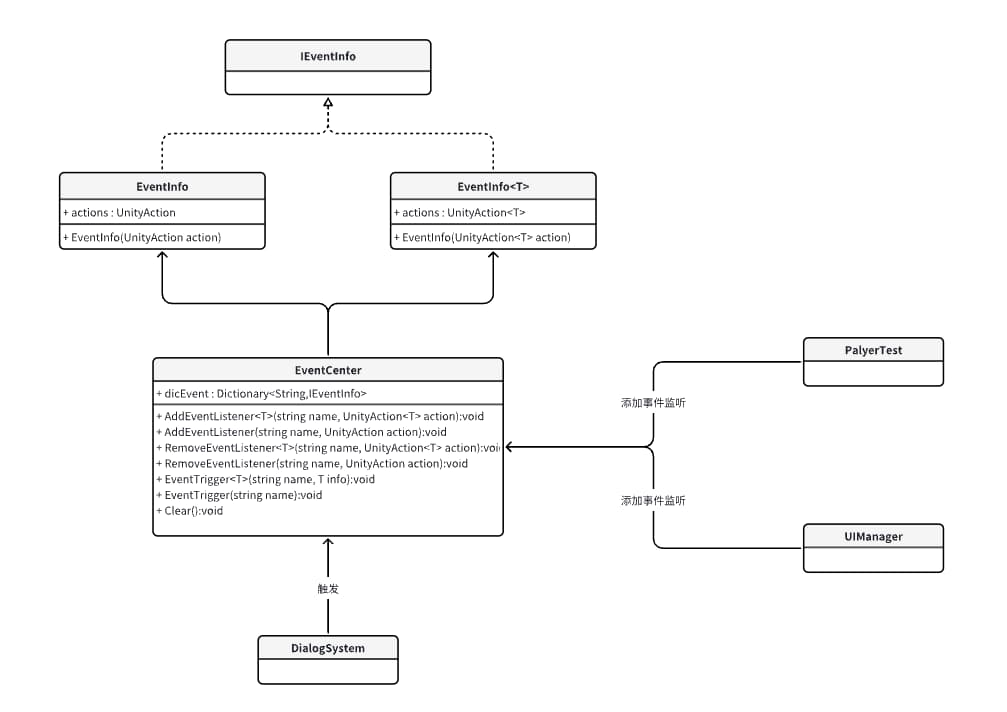 IEventInfo
EventInfo
+ actions : UnityAction
+ EventInfo(UnityAction action)
EventInfo<T>
+ actions : UnityAction<T>
+ EventInfo(UnityAction<T> action)
EventCenter
+ dicEvent : Dictionary<String,IEventInfo>
+ AddEventListener<T>(string name, UnityAction<T> action):void
+ AddEventListener(string name, UnityAction action):void
+ RemoveEventListener<T>(string name, UnityAction<T> action):voi
+ RemoveEventListener(string name, UnityAction action):void
+ EventTrigger<T>(string name, T info):void
+ EventTrigger(string name):void
+ Clear():void
PalyerTest
添加事件监听
添加事件监听
UIManager
触发
DialogSystem